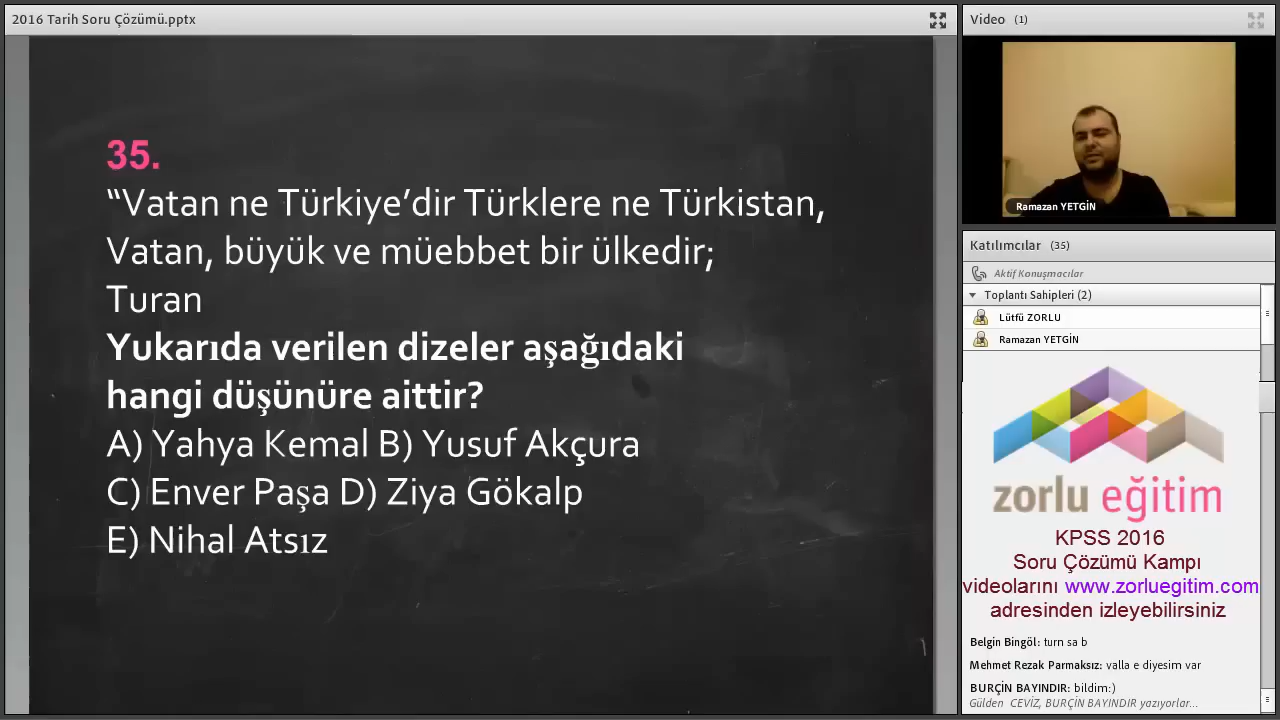 2016 Tarih Soru Çözümü.pptx
35.
“Vatan ne Türkiye’dir Türklere ne Türkistan,
Vatan, büyük ve müebbet bir ülkedir;
Turan
Yukarıda verilen dizeler aşağıdaki
hangi düşünüre aittir?
A) Yahya Kemal B) Yusuf Akçura
C) Enver Paşa D) Ziya Gökalp
E) Nihal Atsız
Video (1)
Ramazan YETGİN
Katılımcılar (35)
Aktif Konuşmacılar
Toplantı Sahipleri (2)
Lütfü ZORLU
Ramazan YETGİN
zorlu eğitim
KPSS 2016
Soru Çözümü Kampı
videolarını www.zorluegitim.com
adresinden izleyebilirsiniz
Belgin Bingöl: turn sa b
Mehmet Rezak Parmaksız: valla e diyesim var
BURÇİN BAYINDIR: bildim:)
Gülden CEVİZ, BURÇİN BAYINDIR yazıyorlar...